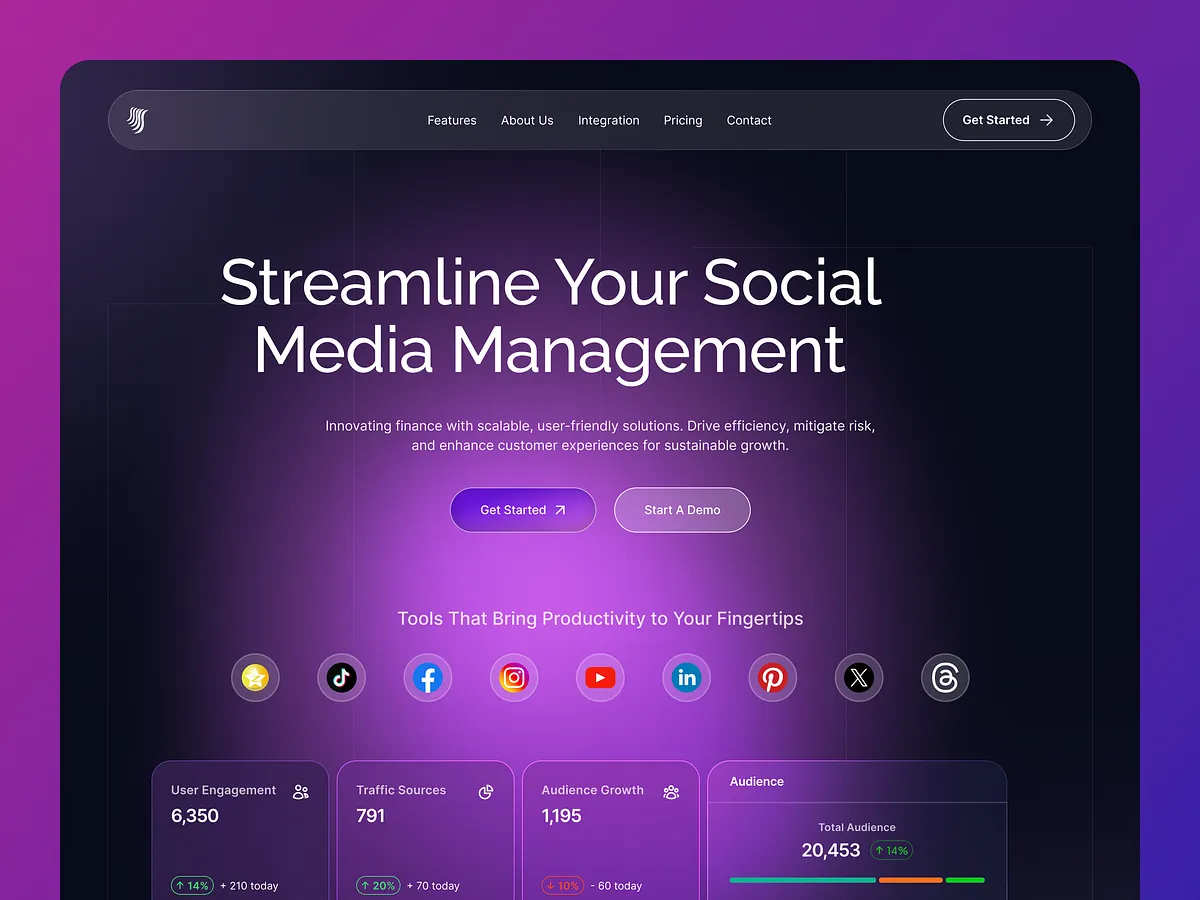 Features About Us Integration Pricing Contact Get Started
Streamline Your Social
Media Management
Innovating finance with scalable, user-friendly solutions. Drive efficiency, mitigate risk,
and enhance customer experiences for sustainable growth.
Get Started Start A Demo
Tools That Bring Productivity to Your Fingertips
in
User Engagement
6,350
14% + 210 today
Traffic Sources
791
20% + 70 today
Audience Growth
1,195
10% - 60 today
Audience
Total Audience
20,453 14%